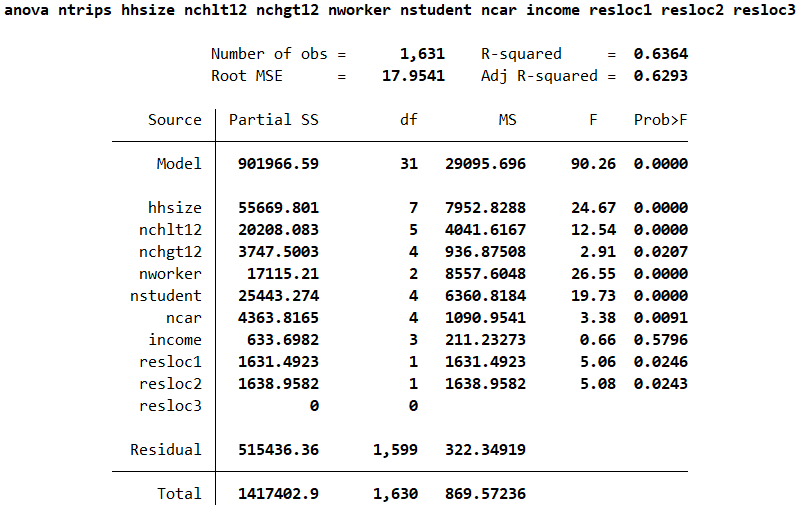 anova ntrips hhsize nchlt12 nchgt12 nworker nstudent ncar income resloc1 resloc2 resloc3
Number of obs = 1,631 R-squared = 0.6364
Root MSE = 17.9541 Adj R-squared = 0.6293
Source Partial SS df MS F Prob>F
Model 901966.59 31 29095.696 90.26 0.0000
hhsize 55669.801 7 7952.8288 24.67 0.0000
nchlt12 20208.083 5 4041.6167 12.54 0.0000
nchgt12 3747.5003 4 936.87508 2.91 0.0207
nworker 17115.21 2 8557.6048 26.55 0.0000
nstudent 25443.274 4 6360.8184 19.73 0.0000
ncar 4363.8165 4 1090.9541 3.38 0.0091
income 633.6982 3 211.23273 0.66 0.5796
resloc1 1631.4923 1 1631.4923 5.06 0.0246
resloc2 1638.9582 1 1638.9582 5.08 0.0243
resloc3 0 0
Residual 515436.36 1,599 322.34919
Total 1417402.9 1,630 869.57236